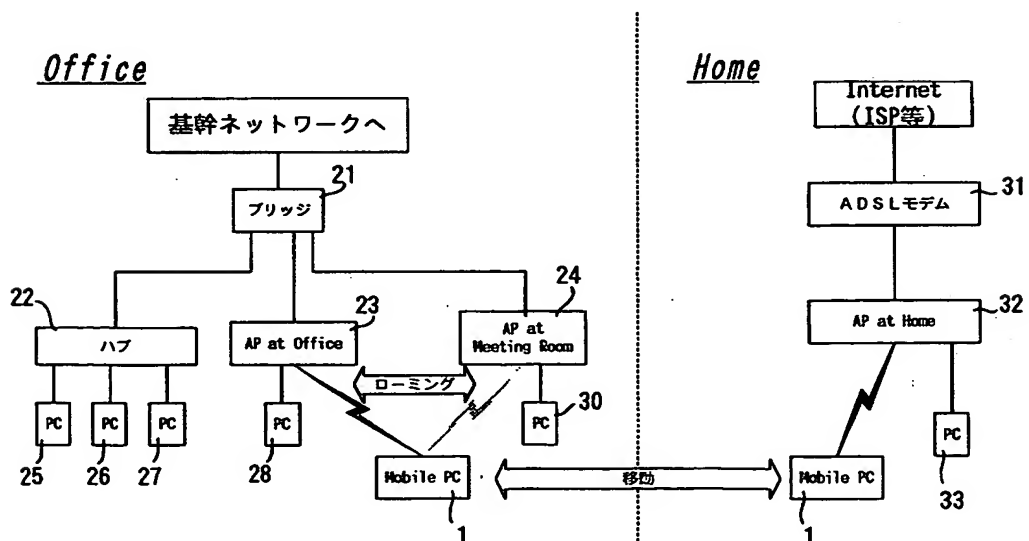 Office
Home
基幹ネットワークへ
Internet
(ISP等)
21
ブリッジ
31
ADSLモデム
22
23
24
32
ハブ
AP at Office
AP at
Meeting Room
AP at Home
ローミング
PC
PC
PC
PC
PC
PC
25
26
27
28
30
33
Mobile PC
移動
Mobile PC
1
1